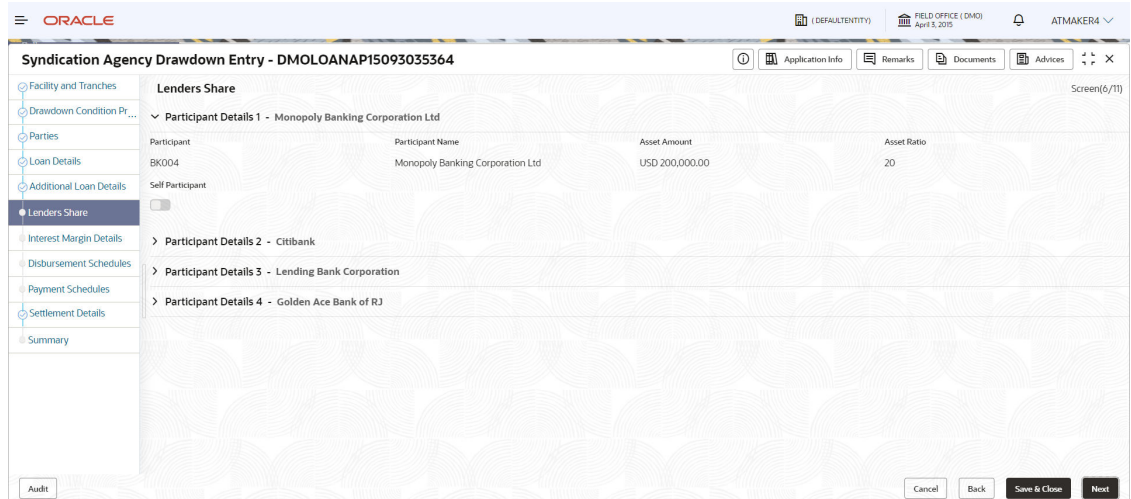 ORACLE
( DEFAULTENTITY)
FIELD OFFICE ( DMO)
April 3, 2015
ATMAKER4
Syndication Agency Drawdown Entry - DMOLOANAP15093035364
Application Info
Remarks
Documents
Advices
Facility and Tranches
Drawdown Condition Pr...
Parties
Loan Details
Additional Loan Details
Lenders Share
Interest Margin Details
Disbursement Schedules
Payment Schedules
Settlement Details
Summary
Lenders Share
Screen(6/11)
Participant Details 1 - Monopoly Banking Corporation Ltd
Participant Participant Name Asset Amount Asset Ratio
BK004 Monopoly Banking Corporation Ltd USD 200,000.00 20
Self Participant
Participant Details 2 - Citibank
Participant Details 3 - Lending Bank Corporation
Participant Details 4 - Golden Ace Bank of RJ
Audit
Cancel
Back
Save & Close
Next